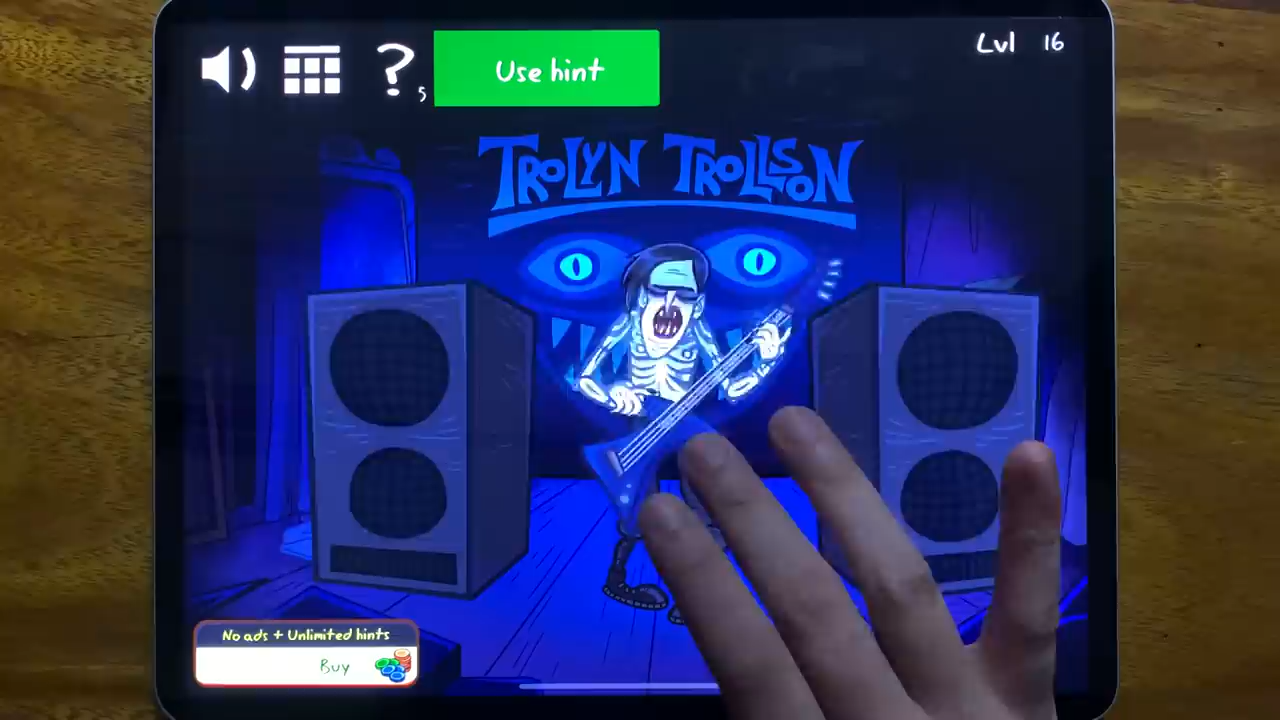 Lvl 16
?
5
Use hint
TROLYN TROLLSON
No ads + Unlimited hints
Buy